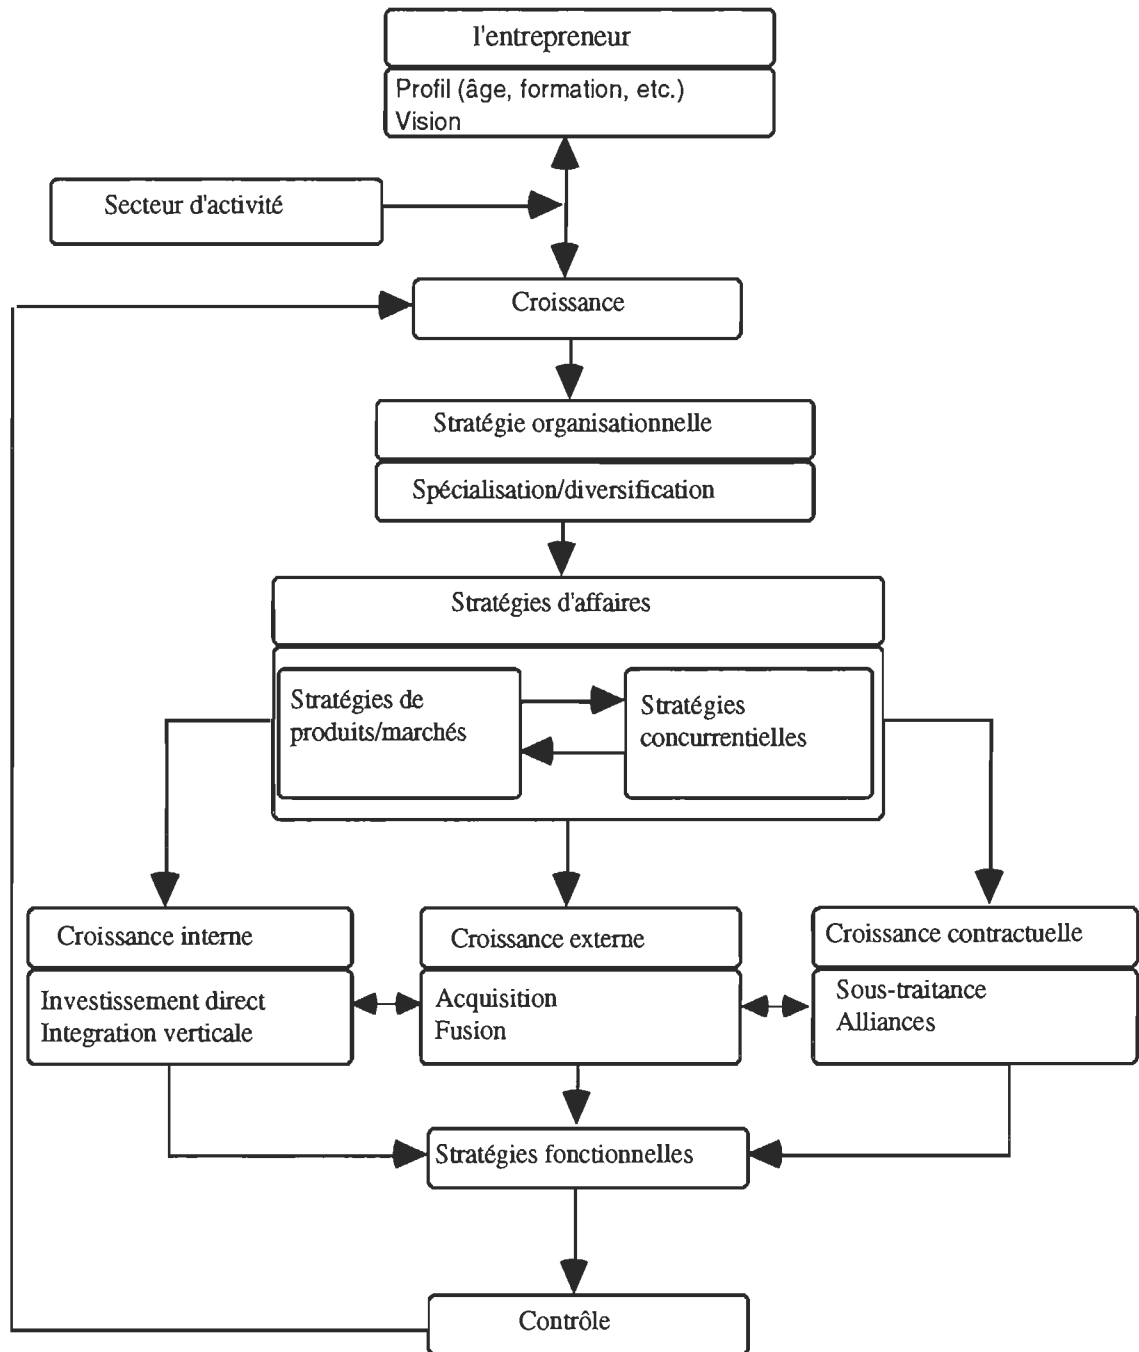 l'entrepreneur
Profil (âge, formation, etc.)
Vision
Secteur d'activité
Croissance
Stratégie organisationnelle
Spécialisation/diversification
Stratégies d'affaires
Stratégies de
produits/marchés
Stratégies
concurrentielles
Croissance interne
Investissement direct
Integration verticale
Croissance externe
Acquisition
Fusion
Croissance contractuelle
Sous-traitance
Alliances
Stratégies fonctionnelles
Contrôle